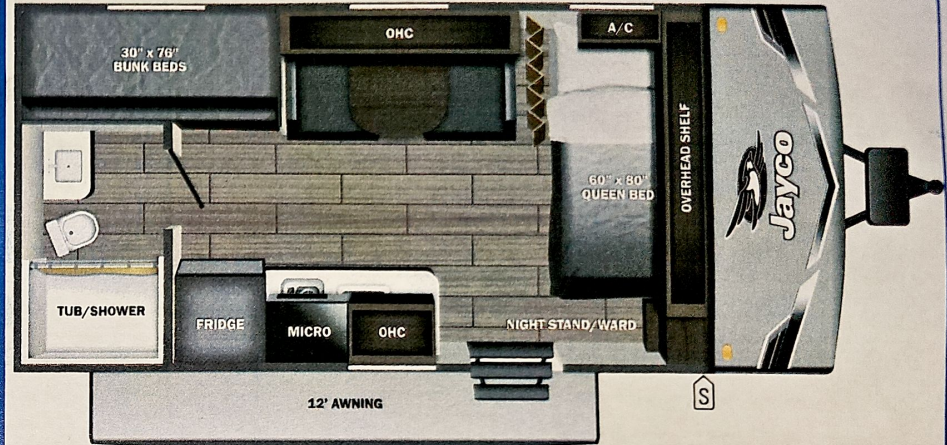 30" x 76"
BUNK BEDS
OHC
A/C
OVERHEAD SHELF
60" x 80"
QUEEN BED
Jayco
TUB/SHOWER
FRIDGE
MICRO
OHC
NIGHT STAND/WARD
12' AWNING
S